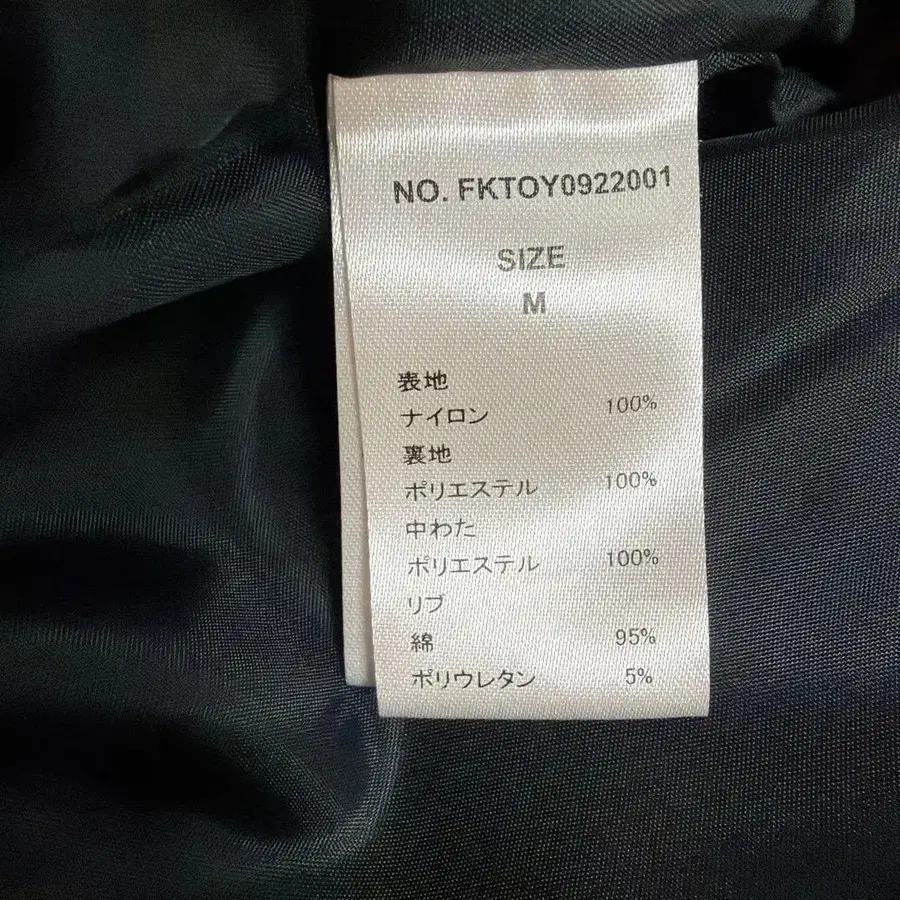 NO. FKTOY0922001
SIZE
M
表地
ナイロン 100%
裏地
ポリエステル 100%
中わた
ポリエステル 100%
リブ
綿 95%
ポリウレタン 5%